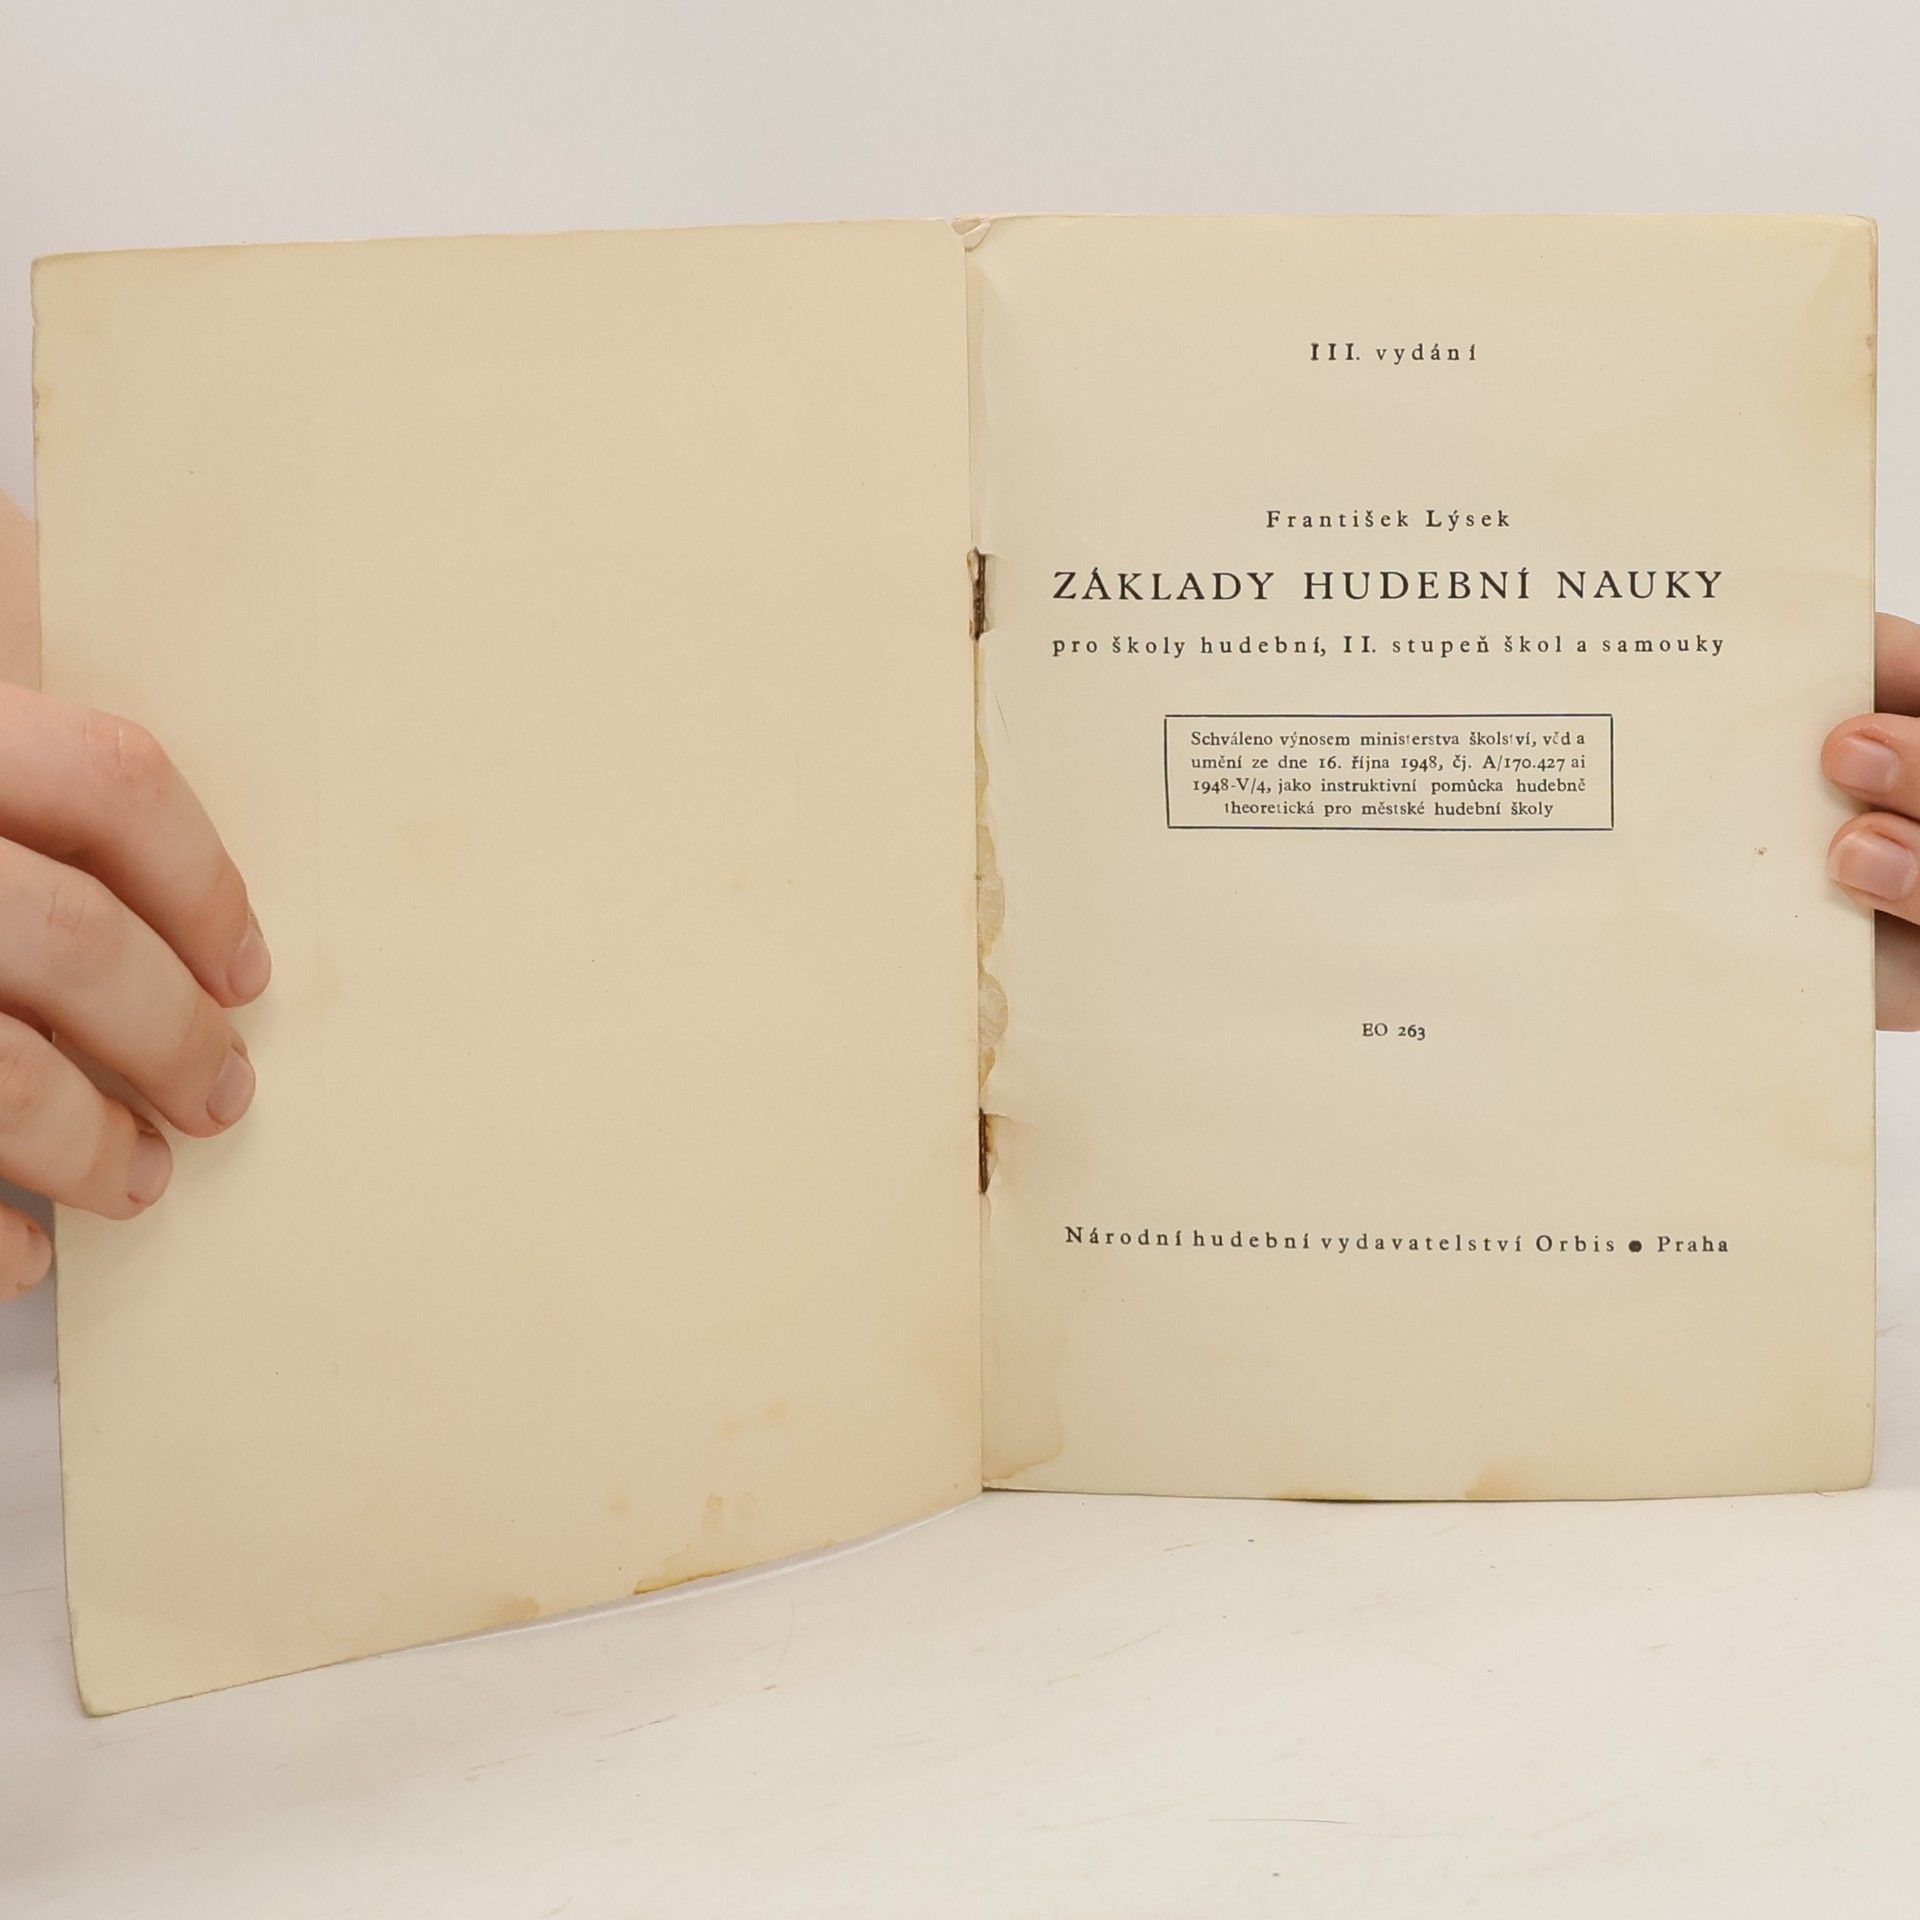 III. vydání
František Lýsek
ZÁKLADY HUDEBNÍ NAUKY
pro školy hudební, II. stupeň škol a samouky
Schváleno výnosem ministerstva školství, věd a
umění ze dne 16. října 1948, čj. A/170.427 ai
1948-V/4, jako instruktivní pomůcka hudebně
theoretická pro městské hudební školy
EO 263
Národní hudební vydavatelství Orbis ● Praha